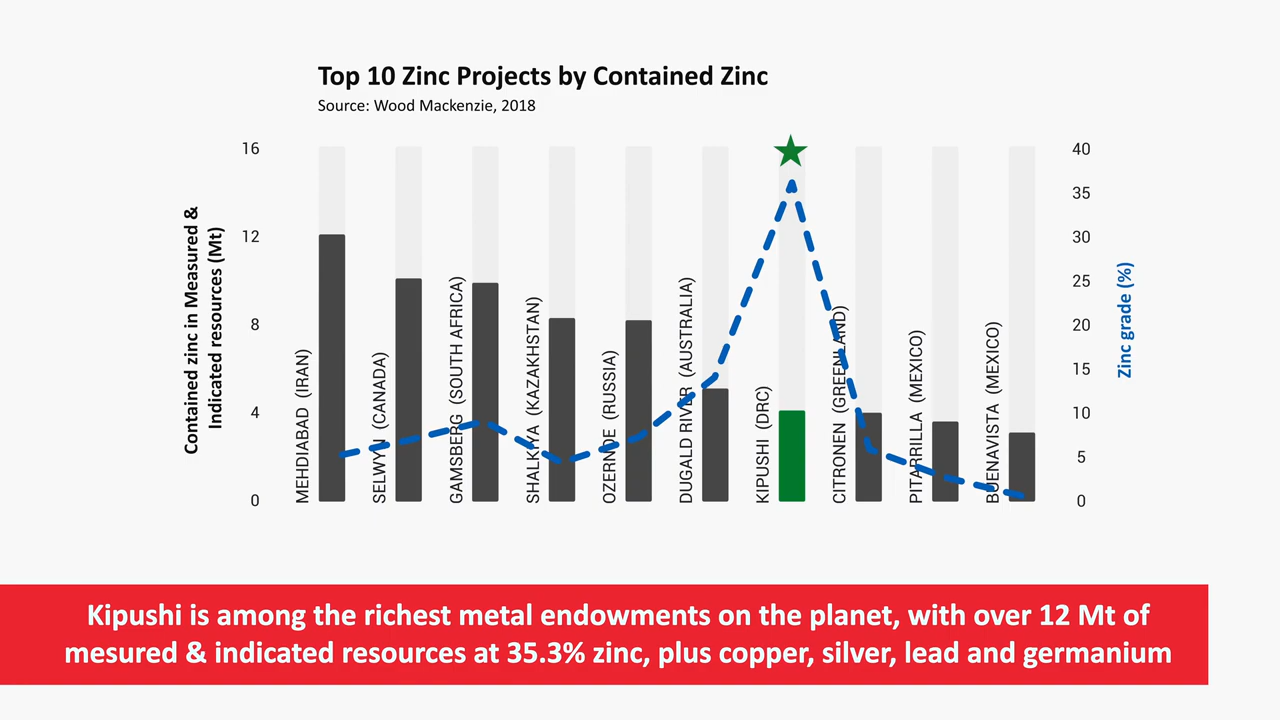 Top 10 Zinc Projects by Contained Zinc
Source: Wood Mackenzie, 2018
Contained zinc in Measured &
Indicated resources (Mt)
16
12
8
4
0
MEHDIABAD (IRAN)
SELWYN (CANADA)
GAMSBERG (SOUTH AFRICA)
SHALKIYA (KAZAKHSTAN)
OZERNOE (RUSSIA)
DUGALD RIVER (AUSTRALIA)
KIPUSHI (DRC)
CITRONEN (GREENLAND)
PITARRILLA (MEXICO)
BUENAVISTA (MEXICO)
40
35
30
25
20
15
10
5
0
Zinc grade (%)
Kipushi is among the richest metal endowments on the planet, with over 12 Mt of
mesured & indicated resources at 35.3% zinc, plus copper, silver, lead and germanium